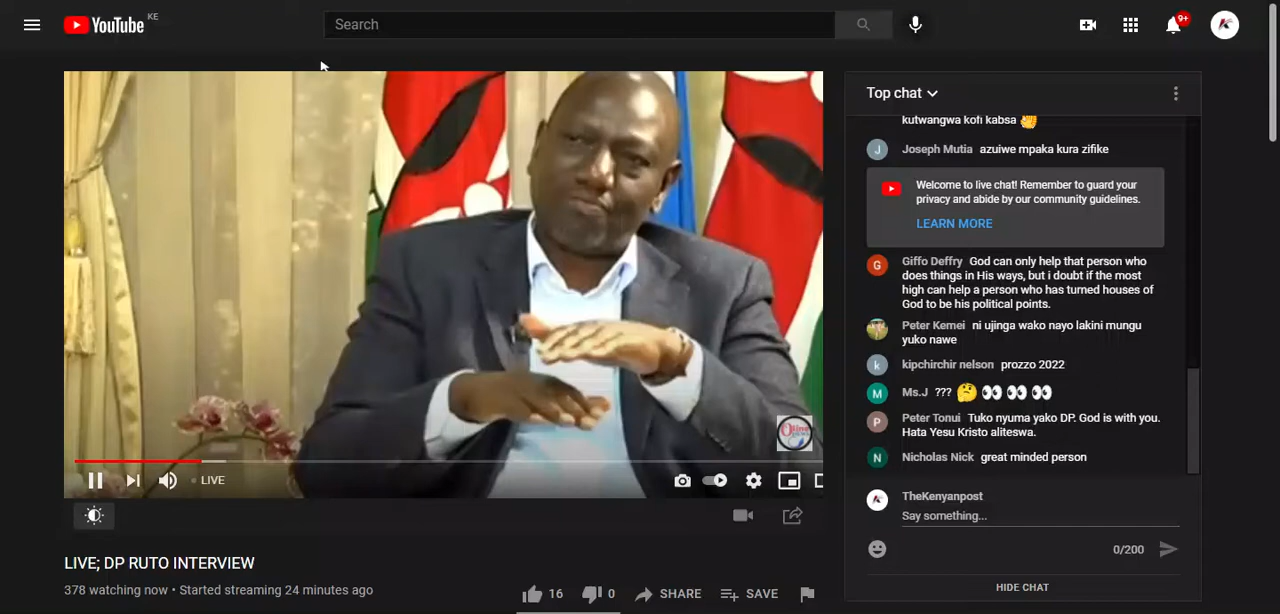 YouTube KE
Search
9+
Top chat
kutwangwa kofi kabsa
J Joseph Mutia azuiwe mpaka kura zifike
Welcome to live chat! Remember to guard your
privacy and abide by our community guidelines.
LEARN MORE
G Giffo Deffry God can only help that person who
does things in His ways, but i doubt if the most
high can help a person who has turned houses of
God to be his political points.
Peter Kemei ni ujinga wako nayo lakini mungu
yuko nawe
k kipchirchir nelson prozzo 2022
M Ms.J ???
P Peter Tonui Tuko nyuma yako DP. God is with you.
Hata Yesu Kristo aliteswa.
N Nicholas Nick great minded person
TheKenyanpost
Say something...
0/200
HIDE CHAT
LIVE
LIVE; DP RUTO INTERVIEW
378 watching now • Started streaming 24 minutes ago
16 0 SHARE SAVE